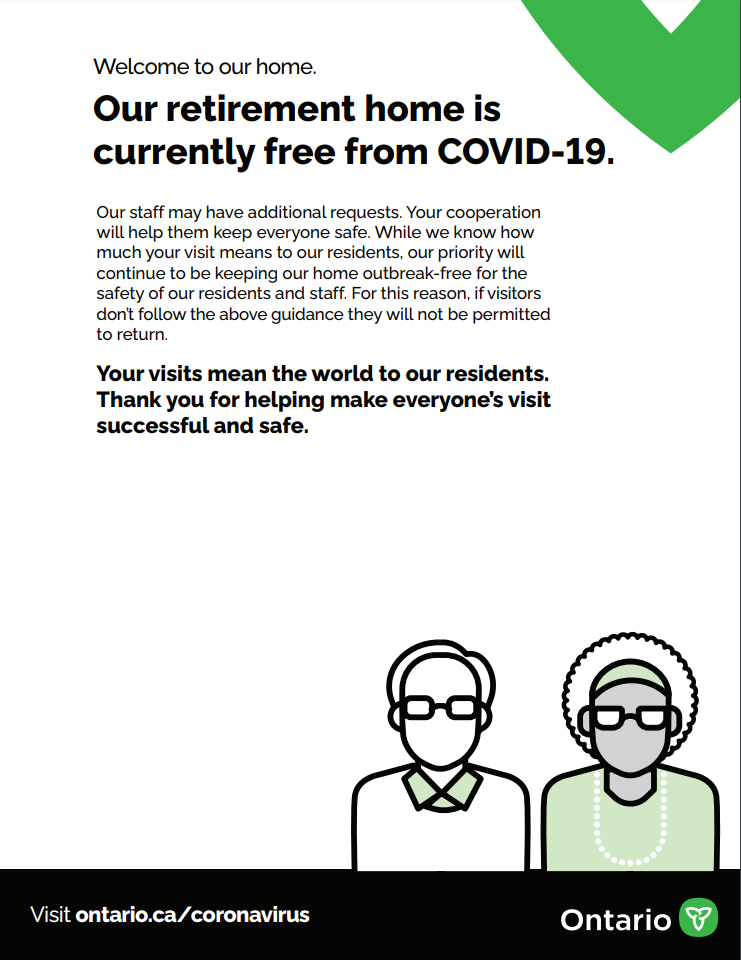 Welcome to our home.
Our retirement home is
currently free from COVID-19.
Our staff may have additional requests. Your cooperation
will help them keep everyone safe. While we know how
much your visit means to our residents, our priority will
continue to be keeping our home outbreak-free for the
safety of our residents and staff. For this reason, if visitors
don’t follow the above guidance they will not be permitted
to return.
Your visits mean the world to our residents.
Thank you for helping make everyone’s visit
successful and safe.
Visit ontario.ca/coronavirus
Ontario